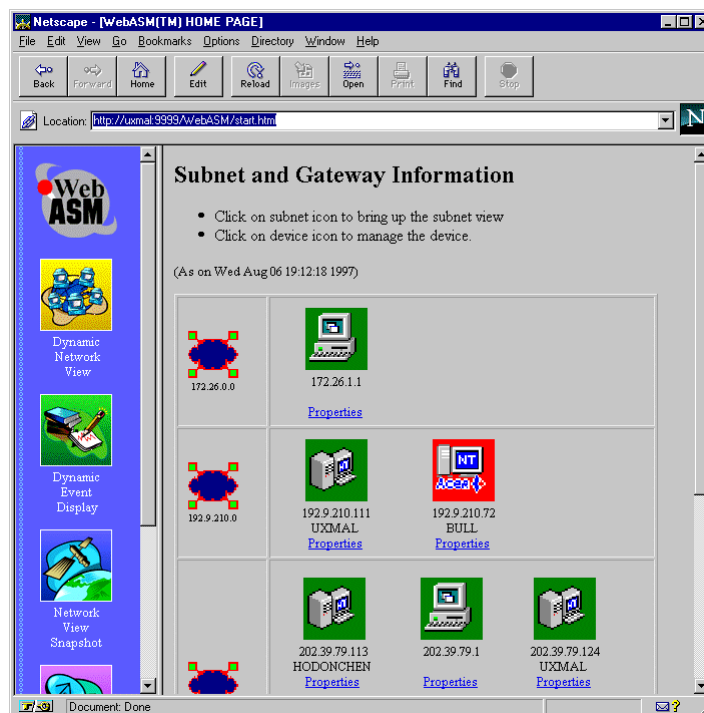 Netscape - [WebASM(TM) HOME PAGE]
File Edit View Go Bookmarks Options Directory Window Help
Back Forward Home Edit Reload Images Open Print Find Stop
Location: http://uxmal:9999/WebASM/start.html
N
Web
ASM
Dynamic
Network
View
Dynamic
Event
Display
Network
View
Snapshot
Subnet and Gateway Information
Click on subnet icon to bring up the subnet view
Click on device icon to manage the device.
(As on Wed Aug 06 19:12:18 1997)
172.26.0.0
172.26.1.1
Properties
192.9.210.0
NT
192.9.210.111
UXMAL
Properties
NT
Acer
192.9.210.72
BULL
Properties
202.39.79.113
HODONCHEN
Properties
202.39.79.1
Properties
202.39.79.124
UXMAL
Properties
Document: Done